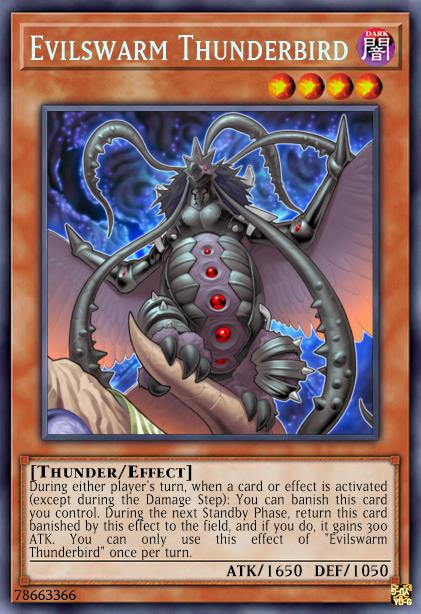 EVILSWARM THUNDERBIRD
DARK
闇
[THUNDER/EFFECT]
During either player's turn, when a card or effect is activated
(except during the Damage Step): You can banish this card
you control. During the next Standby Phase, return this card
banished by this effect to the field, and if you do, it gains 300
ATK. You can only use this effect of "Evilswarm
Thunderbird" once per turn.
ATK/1650 DEF/1050
78663366